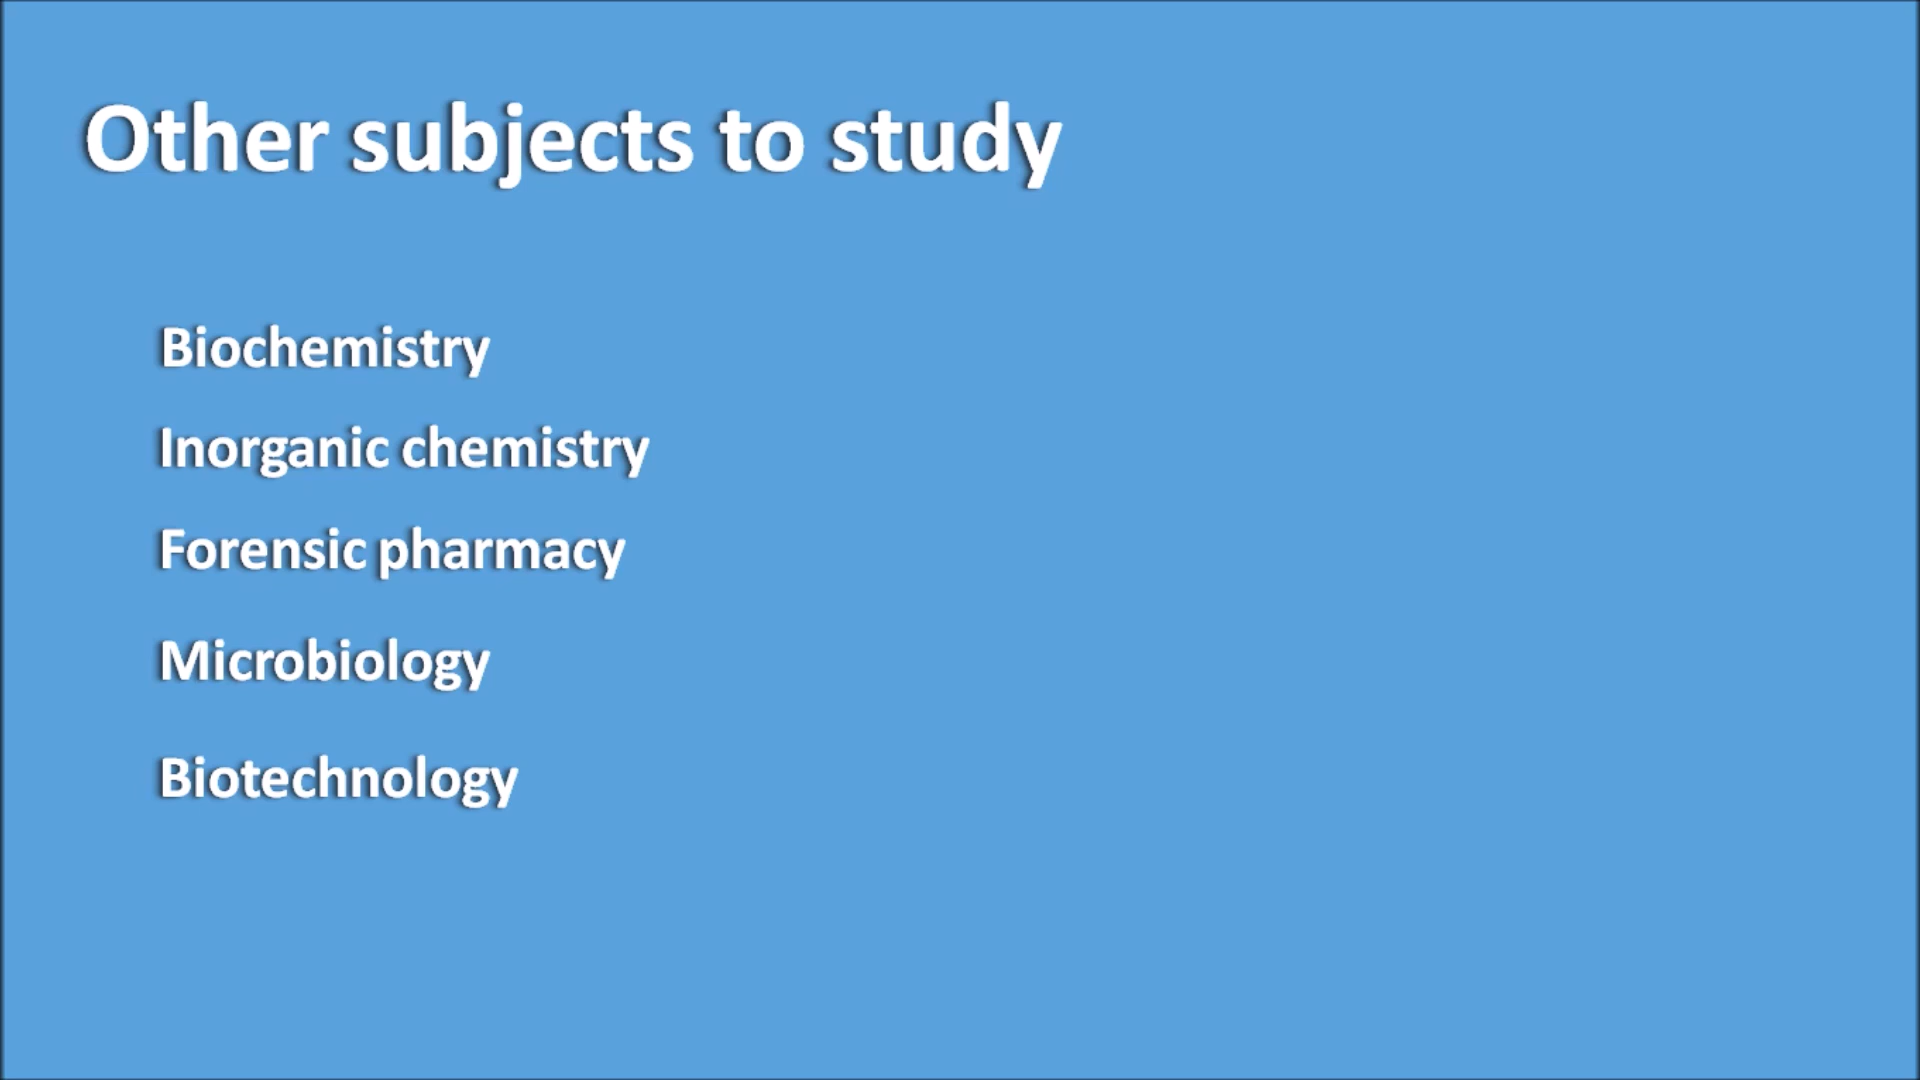 Other subjects to study
Biochemistry
Inorganic chemistry
Forensic pharmacy
Microbiology
Biotechnology